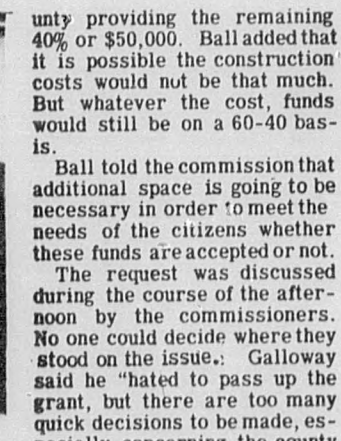 unty providing the remaining
40% or $50,000. Ball added that
it is possible the construction
costs would not be that much.
But whatever the cost, funds
would still be on a 60-40 bas-
is.
Ball told the commission that
additional space is going to be
necessary in order to meet the
needs of the citizens whether
these funds are accepted or not.
The request was discussed
during the course of the after-
noon by the commissioners.
No one could decide where they
stood on the issue.: Galloway
said he "hated to pass up the
grant, but there are too many
quick decisions to be made, es-